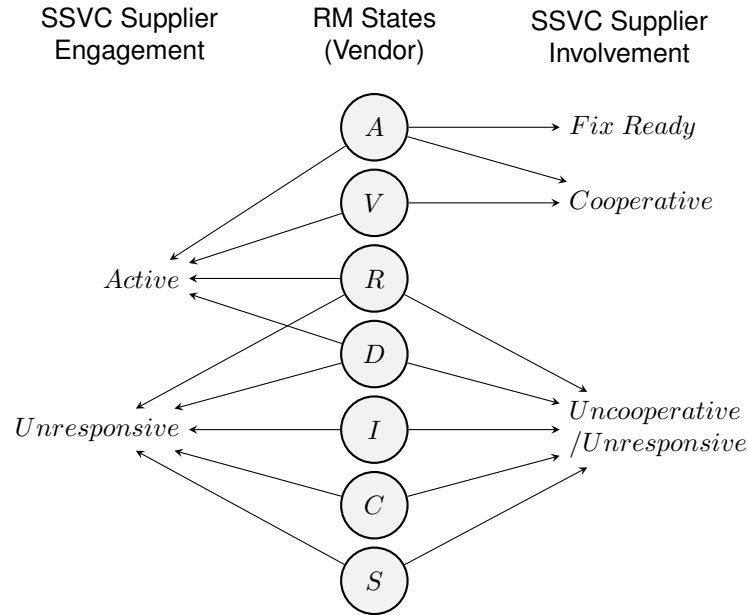 SSVC Supplier
Engagement
RM States
(Vendor)
SSVC Supplier
Involvement
A
Fix Ready
V
Cooperative
Active
R
D
Unresponsive
I
Uncooperative
/Unresponsive
C
S